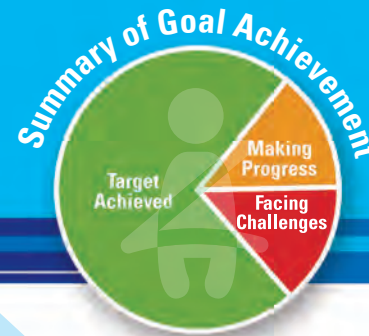 Summary of Goal Achievement
Making
Progress
Target
Achieved
Facing
Challenges